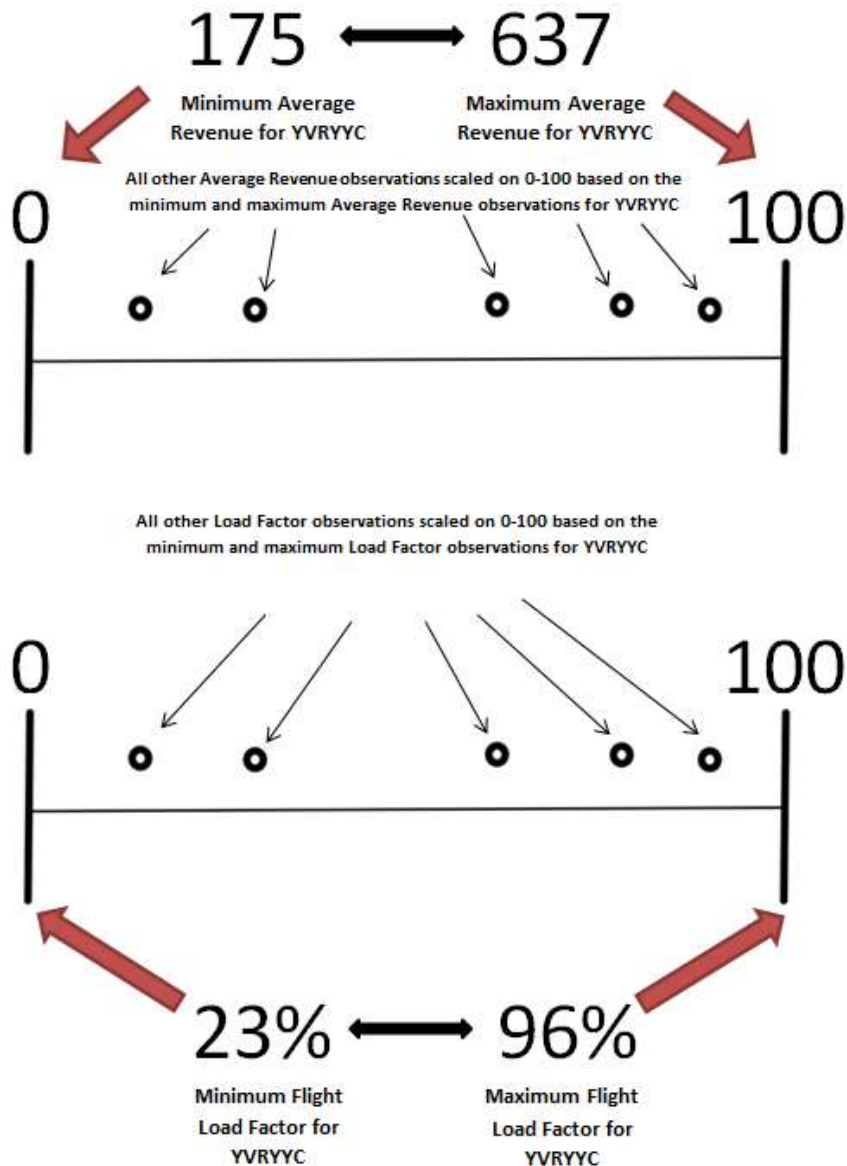 175 637
Minimum Average
Revenue for YVRYYC
Maximum Average
Revenue for YVRYYC
All other Average Revenue observations scaled on 0-100 based on the
minimum and maximum Average Revenue observations for YVRYYC
0 100
All other Load Factor observations scaled on 0-100 based on the
minimum and maximum Load Factor observations for YVRYYC
0 100
23% 96%
Minimum Flight
Load Factor for
YVRYYC
Maximum Flight
Load Factor for
YVRYYC